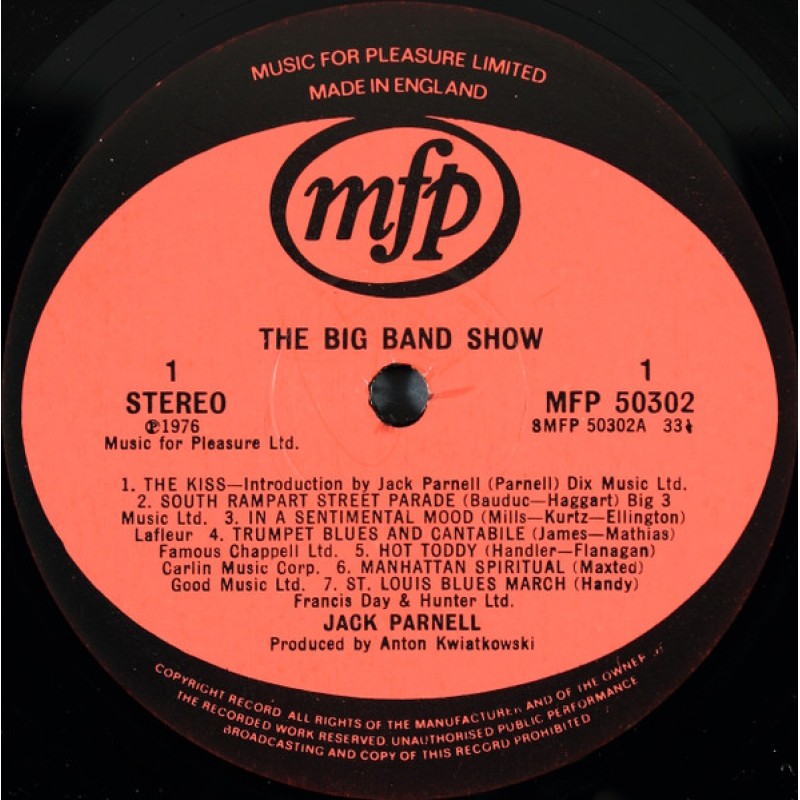 MUSIC FOR PLEASURE LIMITED
MADE IN ENGLAND
mfp
THE BIG BAND SHOW
1
STEREO
℗1976
Music for Pleasure Ltd.
1
MFP 50302
8MFP 50302A 33⅓
1. THE KISS—Introduction by Jack Parnell (Parnell) Dix Music Ltd.
2. SOUTH RAMPART STREET PARADE (Bauduc—Haggart) Big 3
Music Ltd. 3. IN A SENTIMENTAL MOOD (Mills—Kurtz—Ellington)
Lafleur 4. TRUMPET BLUES AND CANTABILE (James—Mathias)
Famous Chappell Ltd. 5. HOT TODDY (Handler—Flanagan)
Carlin Music Corp. 6. MANHATTAN SPIRITUAL (Maxted)
Good Music Ltd. 7. ST. LOUIS BLUES MARCH (Handy)
Francis Day & Hunter Ltd.
JACK PARNELL
Produced by Anton Kwiatkowski
COPYRIGHT RECORD ALL RIGHTS OF THE MANUFACTURER AND OF THE OWNER OF
THE RECORDED WORK RESERVED. UNAUTHORISED PUBLIC PERFORMANCE
BROADCASTING AND COPY OF THIS RECORD PROHIBITED